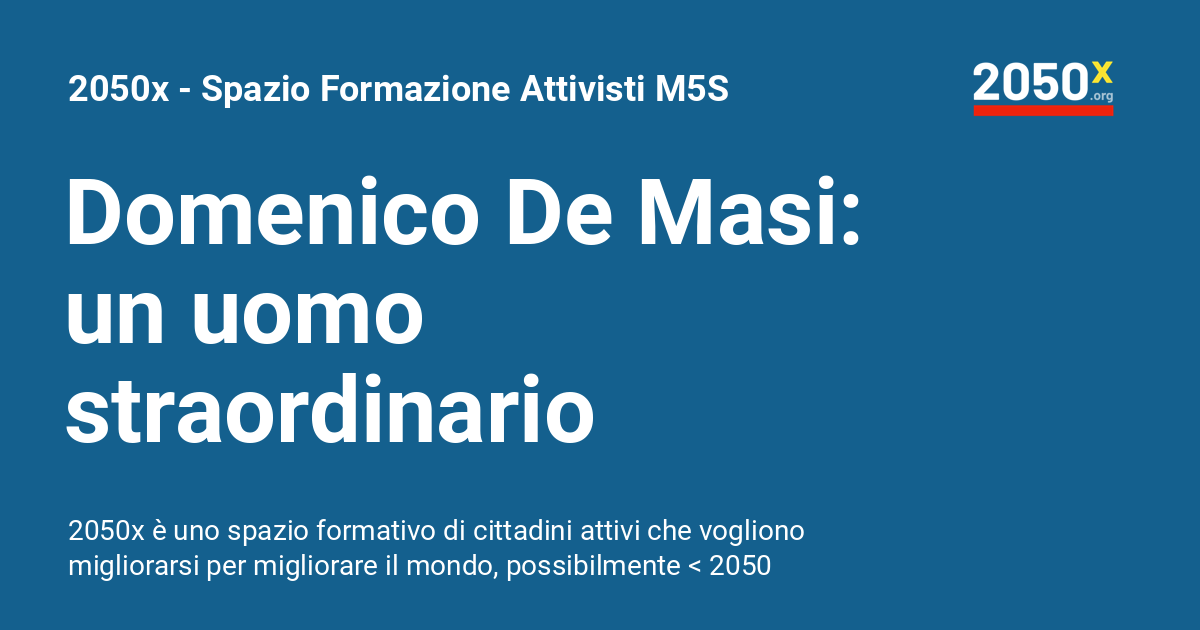 2050x - Spazio Formazione Attivisti M5S
2050x
.org
Domenico De Masi:
un uomo
straordinario
2050x è uno spazio formativo di cittadini attivi che vogliono
migliorarsi per migliorare il mondo, possibilmente < 2050